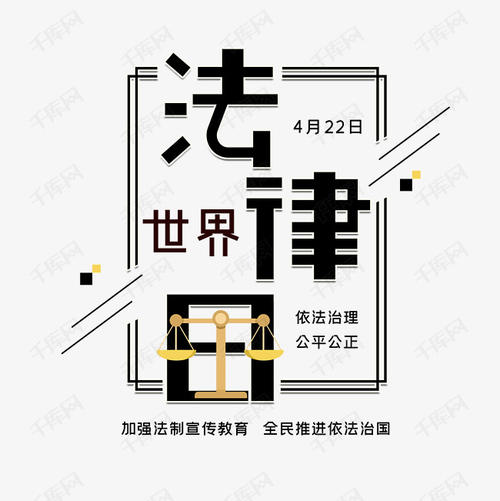 世界
法律日
4月22日
依法治理
公平公正
加强法制宣传教育 全民推进依法治国
千库网